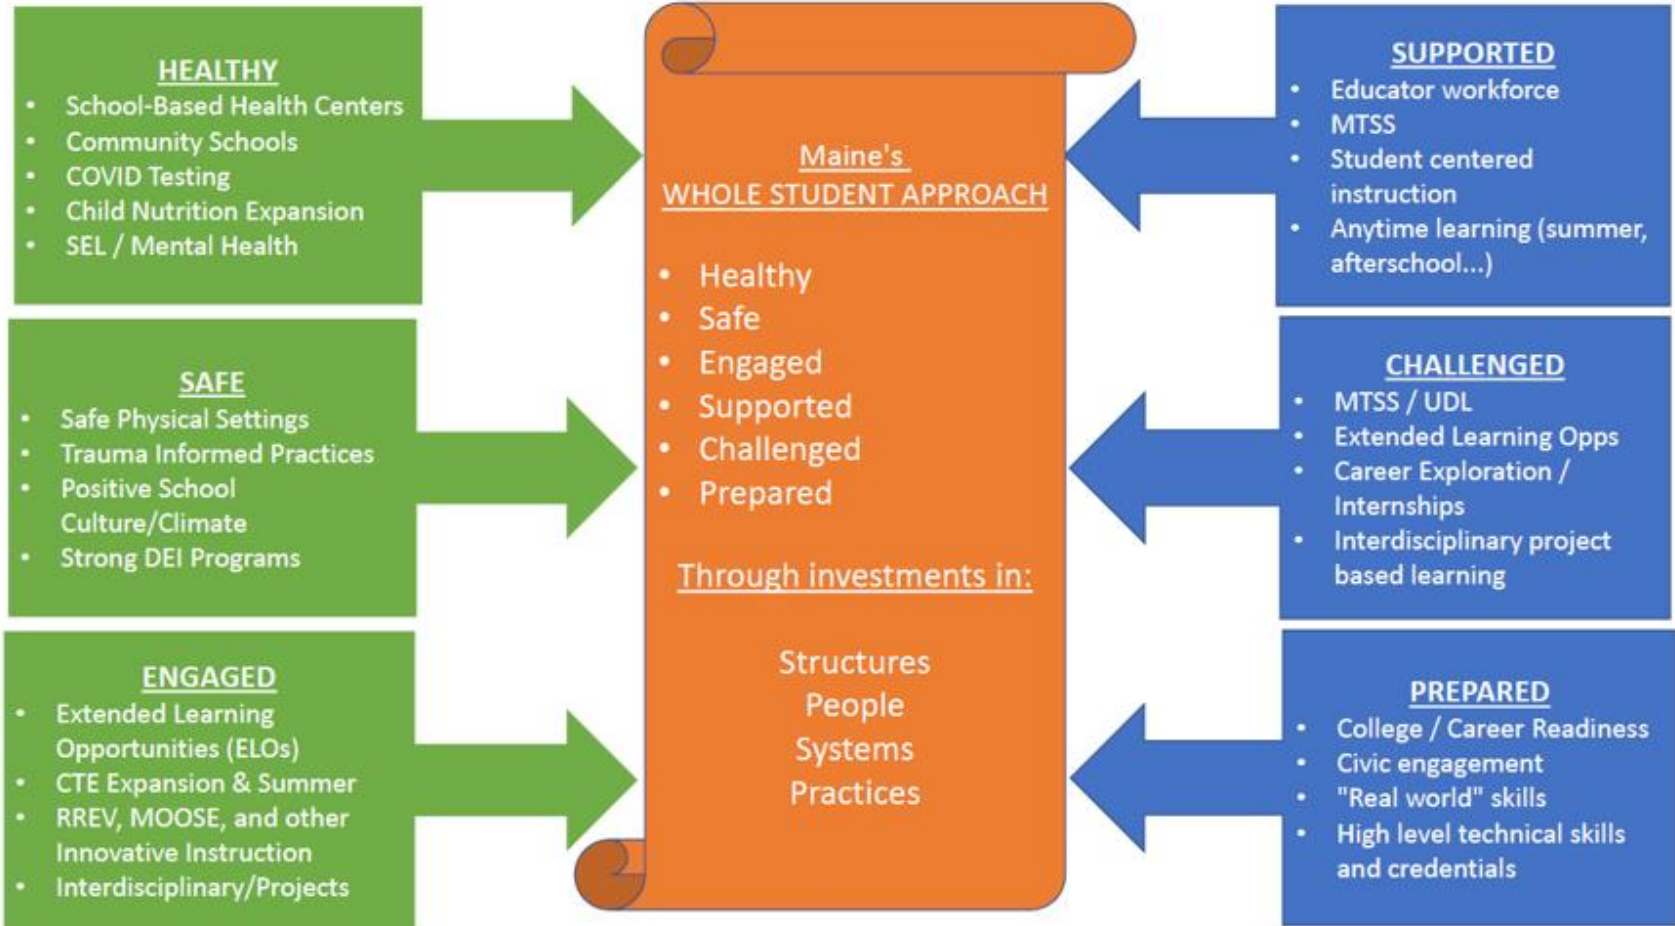 HEALTHY
• School-Based Health Centers
• Community Schools
• COVID Testing
• Child Nutrition Expansion
• SEL / Mental Health
SAFE
• Safe Physical Settings
• Trauma Informed Practices
• Positive School
Culture/Climate
• Strong DEI Programs
ENGAGED
• Extended Learning
Opportunities (ELOs)
• CTE Expansion & Summer
• RREV, MOOSE, and other
Innovative Instruction
• Interdisciplinary/Projects
Maine's
WHOLE STUDENT APPROACH
• Healthy
• Safe
• Engaged
• Supported
• Challenged
• Prepared
Through investments in:
Structures
People
Systems
Practices
SUPPORTED
• Educator workforce
• MTSS
• Student centered
instruction
• Anytime learning (summer,
afterschool...)
CHALLENGED
• MTSS / UDL
• Extended Learning Opps
• Career Exploration /
Internships
• Interdisciplinary project
based learning
PREPARED
• College / Career Readiness
• Civic engagement
• "Real world" skills
• High level technical skills
and credentials